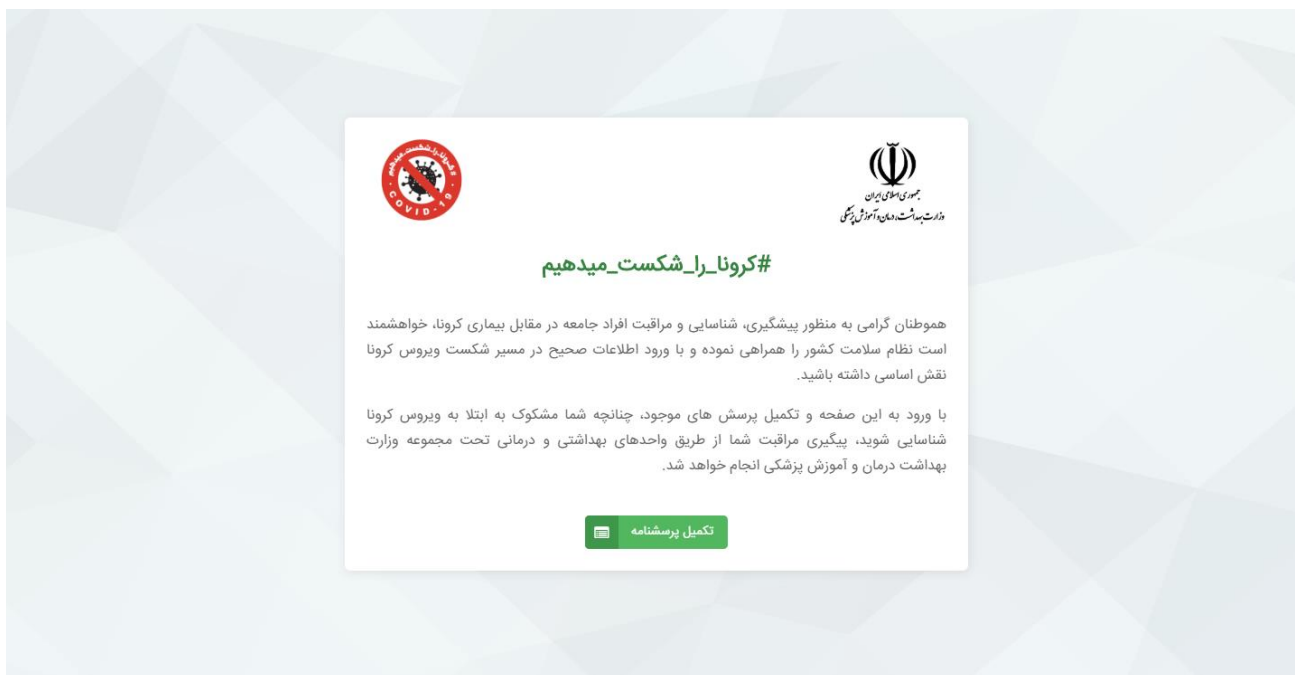 جمهوری اسلامی ایران
وزارت بهداشت، درمان و آموزش پزشکی
#کرونا_را_شکست_میدهیم
COVID-19
#کرونا_را_شکست_میدهیم
هموطنان گرامی به منظور پیشگیری، شناسایی و مراقبت افراد جامعه در مقابل بیماری کرونا، خواهشمند
است نظام سلامت کشور را همراهی نموده و با ورود اطلاعات صحیح در مسیر شکست ویروس کرونا
نقش اساسی داشته باشید.
با ورود به این صفحه و تکمیل پرسش های موجود، چنانچه شما مشکوک به ابتلا به ویروس کرونا
شناسایی شوید، پیگیری مراقبت شما از طریق واحدهای بهداشتی و درمانی تحت مجموعه وزارت
بهداشت درمان و آموزش پزشکی انجام خواهد شد.
تکمیل پرسشنامه